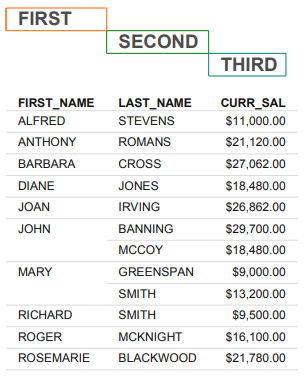 FIRST
SECOND
THIRD
FIRST_NAME LAST_NAME CURR_SAL
ALFRED STEVENS $11,000.00
ANTHONY ROMANS $21,120.00
BARBARA CROSS $27,062.00
DIANE JONES $18,480.00
JOAN IRVING $26,862.00
JOHN BANNING $29,700.00
MCCOY $18,480.00
MARY GREENSPAN $9,000.00
SMITH $13,200.00
RICHARD SMITH $9,500.00
ROGER MCKNIGHT $16,100.00
ROSEMARIE BLACKWOOD $21,780.00